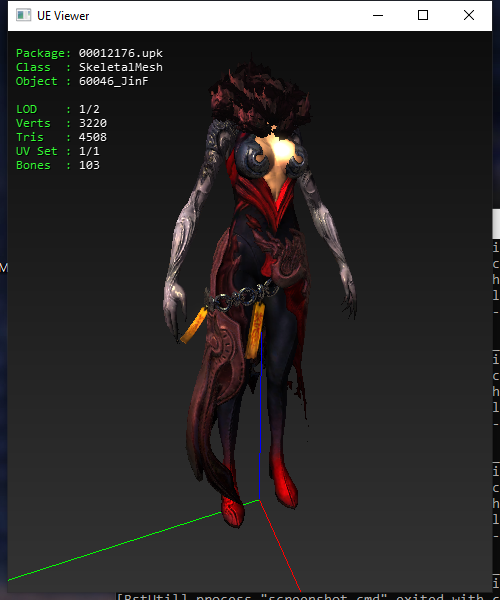 UE Viewer
Package: 00012176.upk
Class : SkeletalMesh
Object : 60046_JinF
LOD : 1/2
Verts : 3220
Tris : 4508
UV Set : 1/1
Bones : 103
M
i
c
h
l
-
i
c
h
l
-
i
c
h
l
-
i
[RstUtil] process "screenshot.cmd" exited with c